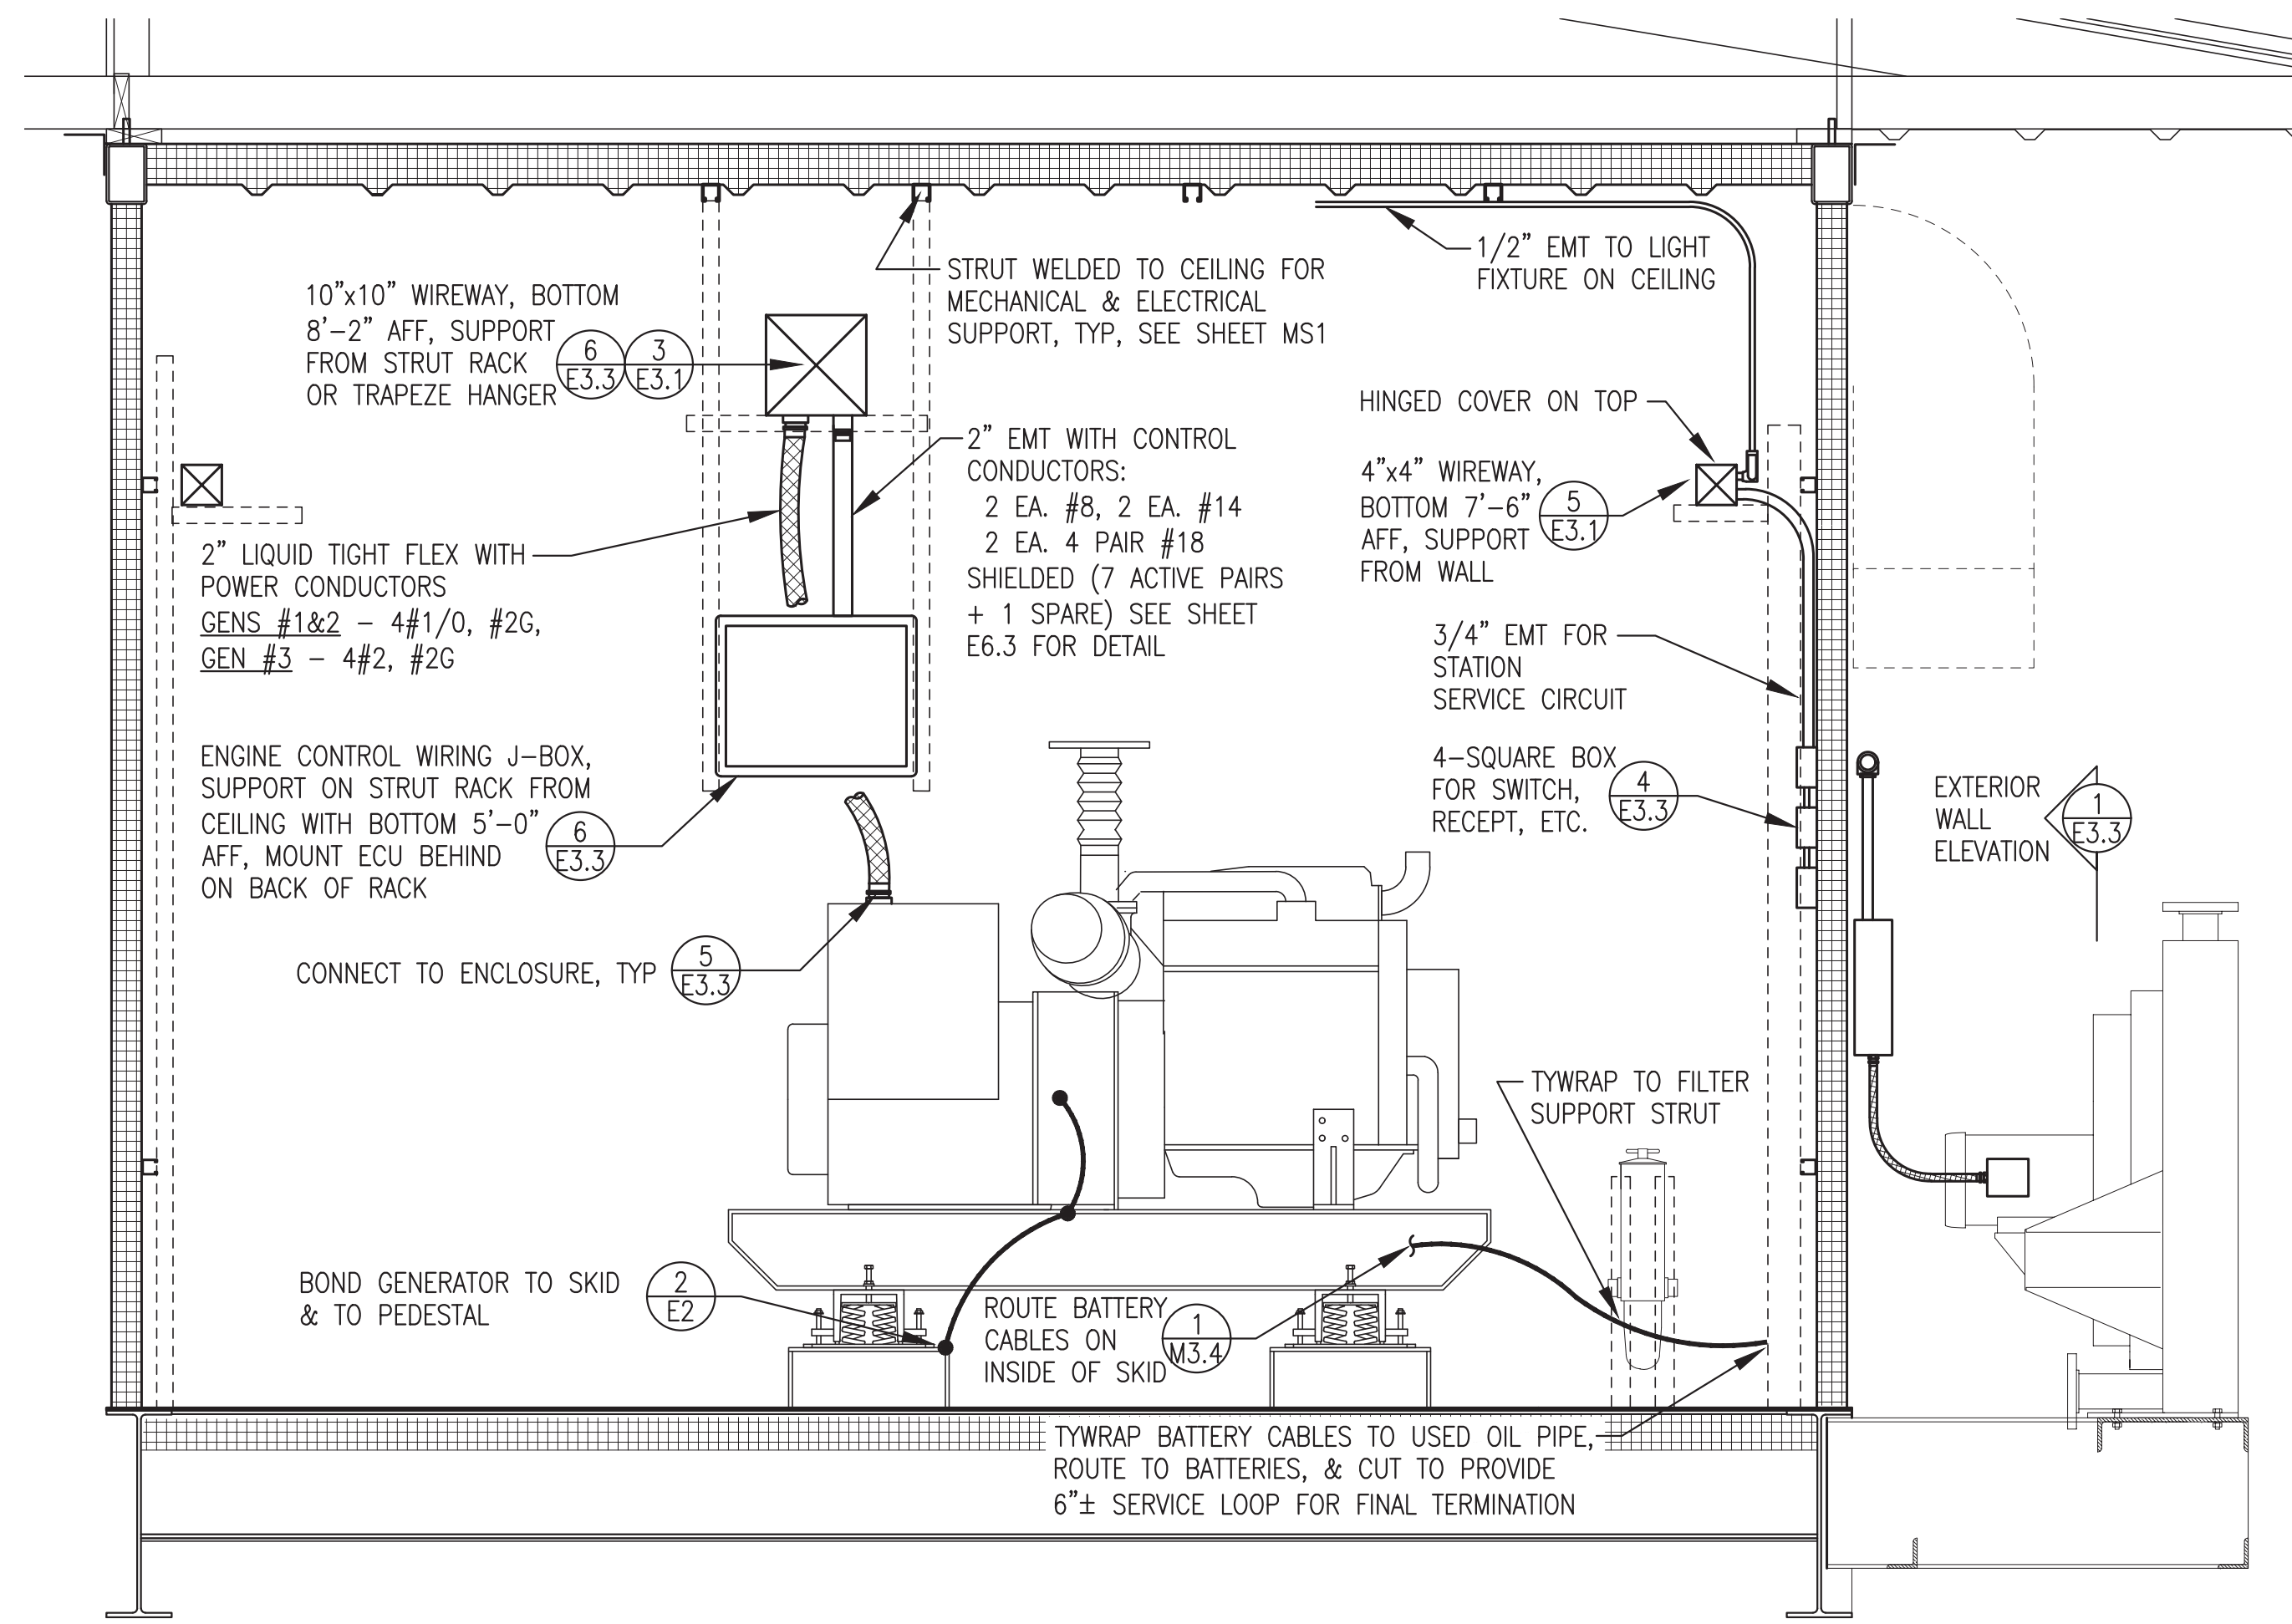 1/2” EMT TO LIGHT
FIXTURE ON CEILING
STRUT WELDED TO CEILING FOR
MECHANICAL & ELECTRICAL
SUPPORT, TYP, SEE SHEET MS1
10”x10” WIREWAY, BOTTOM
8’-2” AFF, SUPPORT
FROM STRUT RACK
OR TRAPEZE HANGER
6
E3.3
3
E3.1
HINGED COVER ON TOP
2” EMT WITH CONTROL
CONDUCTORS:
2 EA. #8, 2 EA. #14
2 EA. 4 PAIR #18
SHIELDED (7 ACTIVE PAIRS
+ 1 SPARE) SEE SHEET
E6.3 FOR DETAIL
4”x4” WIREWAY,
BOTTOM 7’-6”
AFF, SUPPORT
FROM WALL
5
E3.1
2” LIQUID TIGHT FLEX WITH
POWER CONDUCTORS
GENS #1&2 - 4#1/0, #2G,
GEN #3 - 4#2, #2G
3/4” EMT FOR
STATION
SERVICE CIRCUIT
ENGINE CONTROL WIRING J-BOX,
SUPPORT ON STRUT RACK FROM
CEILING WITH BOTTOM 5’-0”
AFF, MOUNT ECU BEHIND
ON BACK OF RACK
6
E3.3
4-SQUARE BOX
FOR SWITCH,
RECEPT, ETC.
4
E3.3
EXTERIOR
WALL
ELEVATION
1
E3.3
CONNECT TO ENCLOSURE, TYP
5
E3.3
TYWRAP TO FILTER
SUPPORT STRUT
BOND GENERATOR TO SKID
& TO PEDESTAL
2
E2
ROUTE BATTERY
CABLES ON
INSIDE OF SKID
1
M3.4
TYWRAP BATTERY CABLES TO USED OIL PIPE,
ROUTE TO BATTERIES, & CUT TO PROVIDE
6”± SERVICE LOOP FOR FINAL TERMINATION